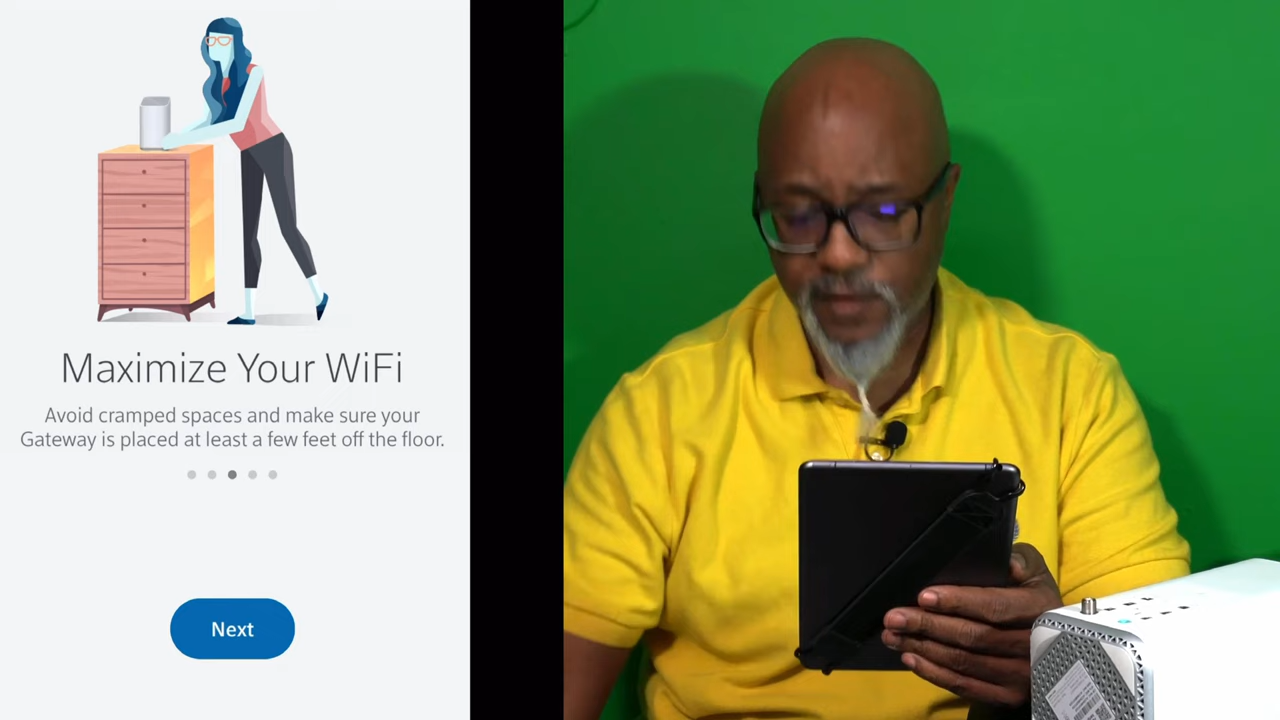 Maximize Your WiFi
Avoid cramped spaces and make sure your
Gateway is placed at least a few feet off the floor.
Next